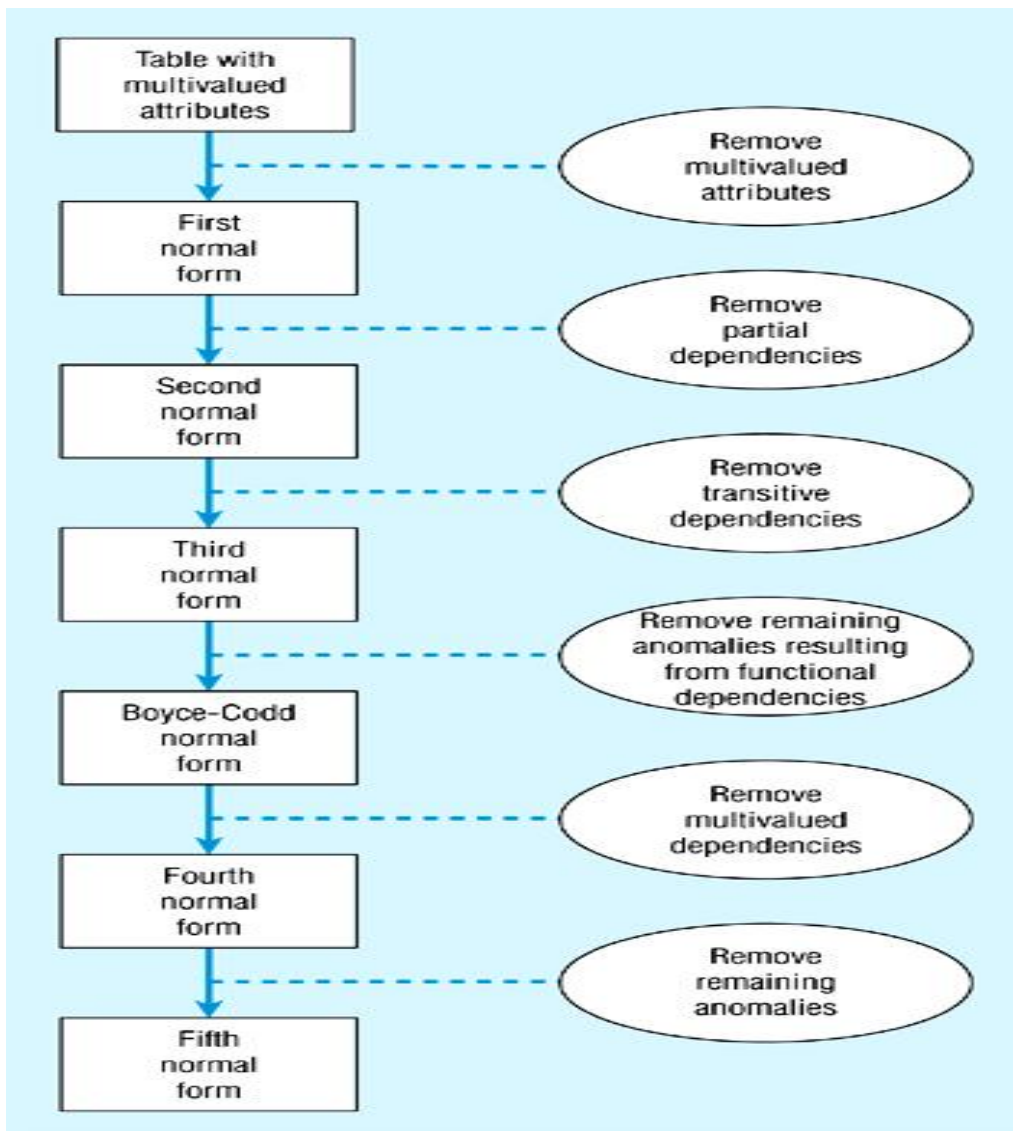 Table with
multivalued
attributes
Remove
multivalued
attributes
First
normal
form
Remove
partial
dependencies
Second
normal
form
Remove
transitive
dependencies
Third
normal
form
Remove remaining
anomalies resulting
from functional
dependencies
Boyce-Codd
normal
form
Remove
multivalued
dependencies
Fourth
normal
form
Remove
remaining
anomalies
Fifth
normal
form